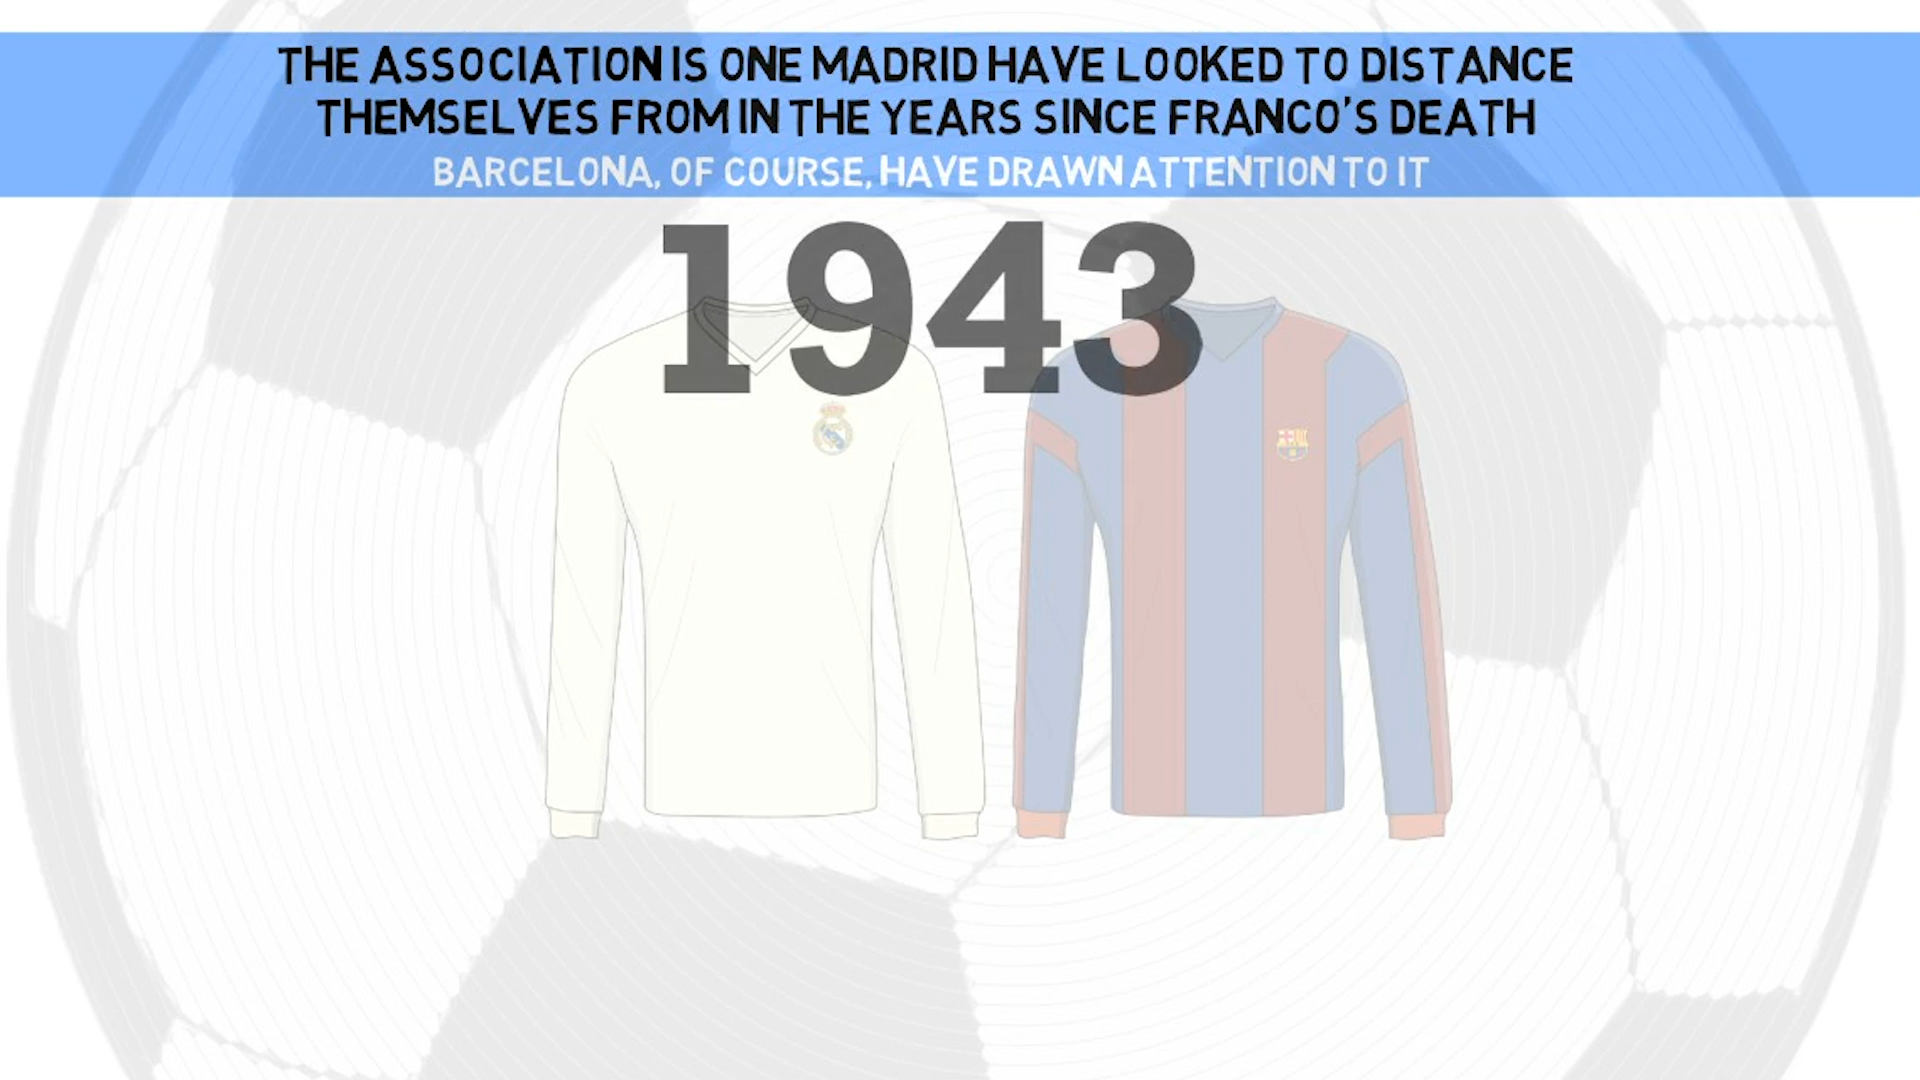 THE ASSOCIATION IS ONE MADRID HAVE LOOKED TO DISTANCE
THEMSELVES FROM IN THE YEARS SINCE FRANCO'S DEATH
BARCELONA, OF COURSE, HAVE DRAWN ATTENTION TO IT
1943